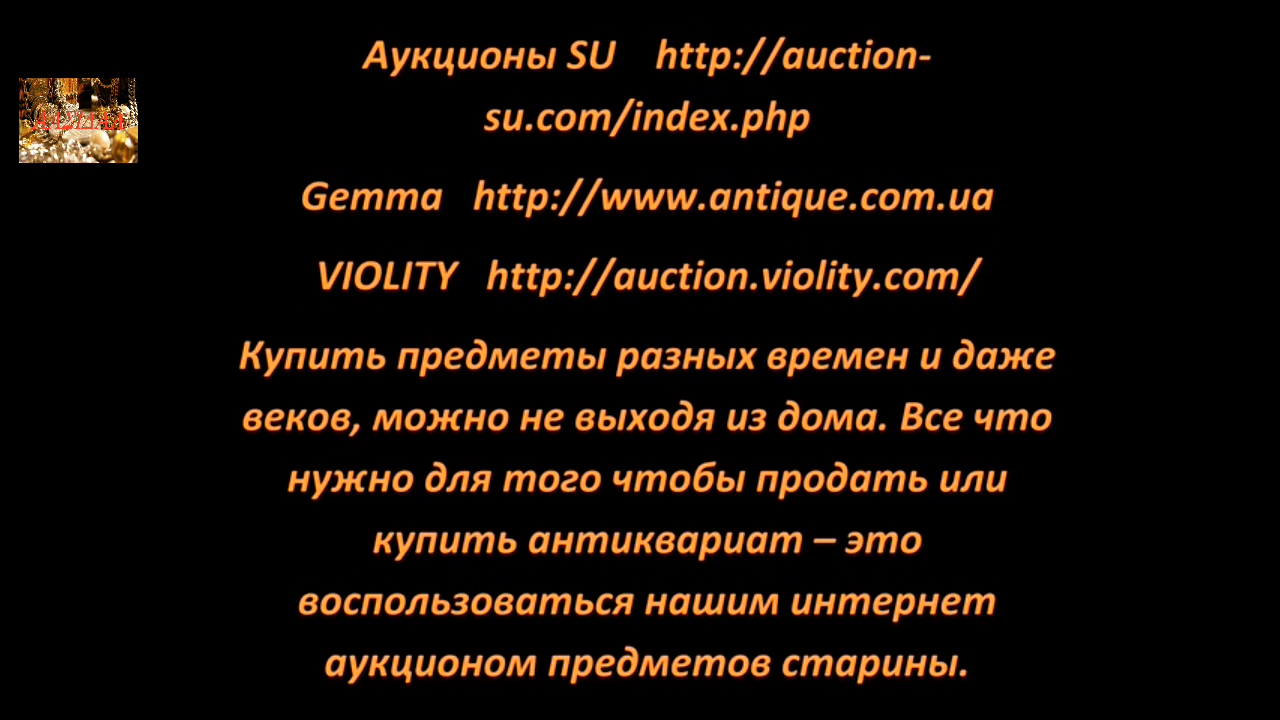 Аукционы SU http://auction-
su.com/index.php
Gemma http://www.antique.com.ua
VIOLITY http://auction.violity.com/
Купить предметы разных времен и даже
веков, можно не выходя из дома. Все что
нужно для того чтобы продать или
купить антиквариат – это
воспользоваться нашим интернет
аукционом предметов старины.